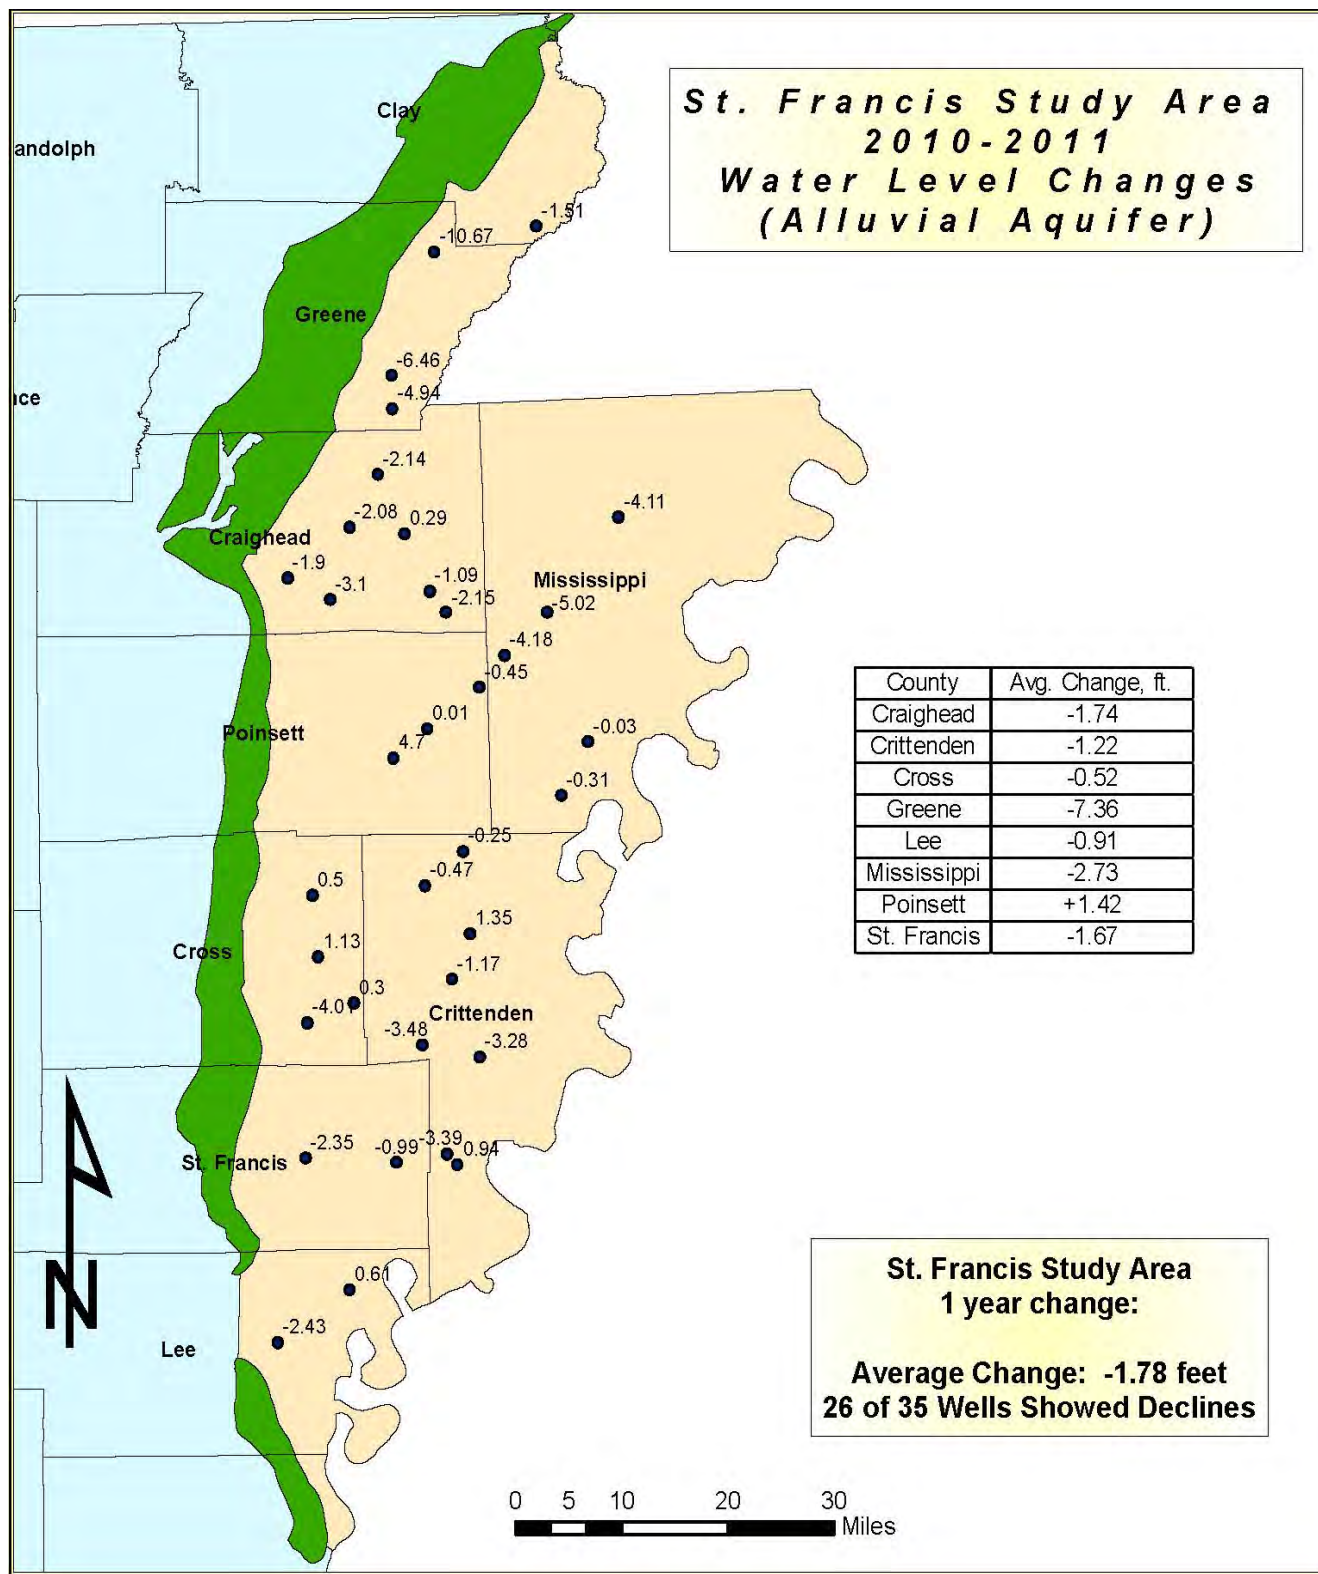 St. Francis Study Area
2010-2011
Water Level Changes
(Alluvial Aquifer)
Clay
andolph
-1.51
-10.67
Greene
-6.46
nce
-4.94
-2.14
-4.11
-2.08
0.29
Craighead
-1.9
-3.1
-1.09
-2.15
Mississippi
-5.02
-4.18
-0.45
0.01
-0.03
Poinsett
4.7
-0.31
County Avg. Change, ft.
Craighead -1.74
Crittenden -1.22
Cross -0.52
Greene -7.36
Lee -0.91
Mississippi -2.73
Poinsett +1.42
St. Francis -1.67
-0.25
-0.47
0.5
1.35
1.13
Cross
-1.17
0.3
-4.01
Crittenden
-3.48
-3.28
-2.35
-0.99
-3.39
0.94
St. Francis
0.61
-2.43
Lee
N
St. Francis Study Area
1 year change:
Average Change: -1.78 feet
26 of 35 Wells Showed Declines
0 5 10 20 30
Miles